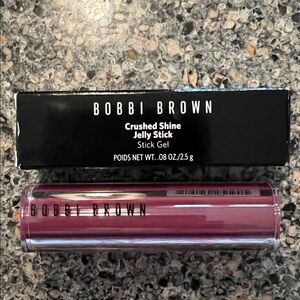 BOBBI BROWN
Crushed Shine
Jelly Stick
Stick Gel
POIDS NET WT. .08 OZ./2.5 g
BOBBI BROWN